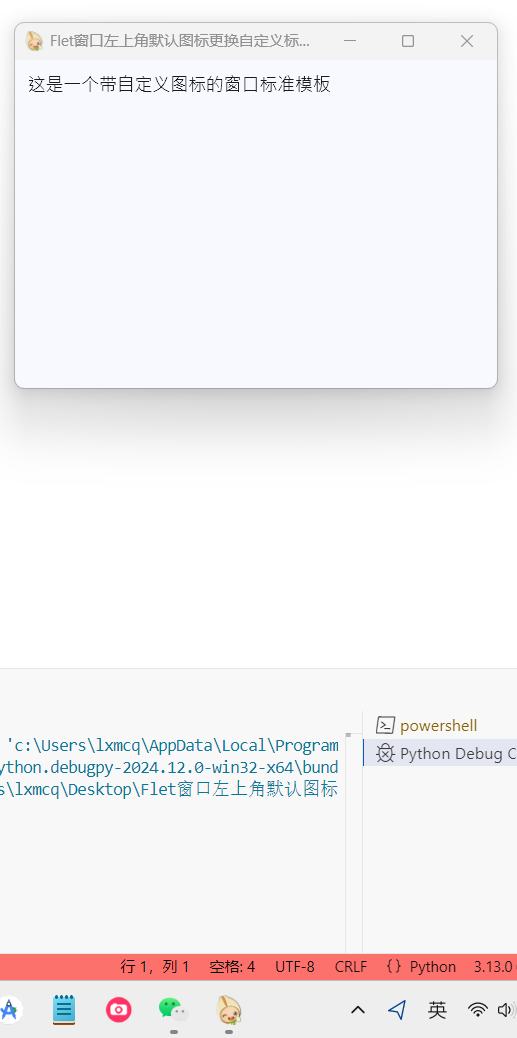 Flet窗口左上角默认图标更换自定义标...
这是一个带自定义图标的窗口标准模板
powershell
'c:\Users\lxmcq\AppData\Local\Program
Python Debug C
ython.debugpy-2024.12.0-win32-x64\bund
s\lxmcq\Desktop\Flet窗口左上角默认图标
行 1，列 1 空格: 4 UTF-8 CRLF {} Python 3.13.0
英